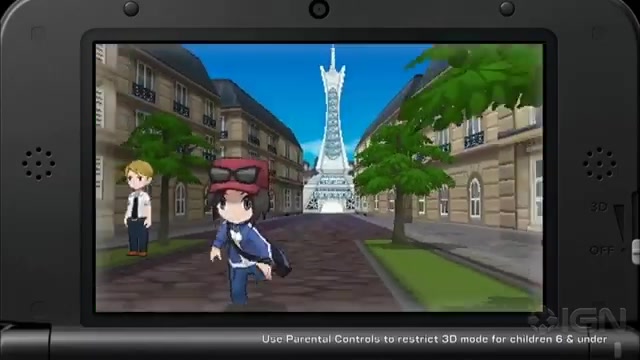 3D
OFF
IGN
Use Parental Controls to restrict 3D mode for children 6 & under